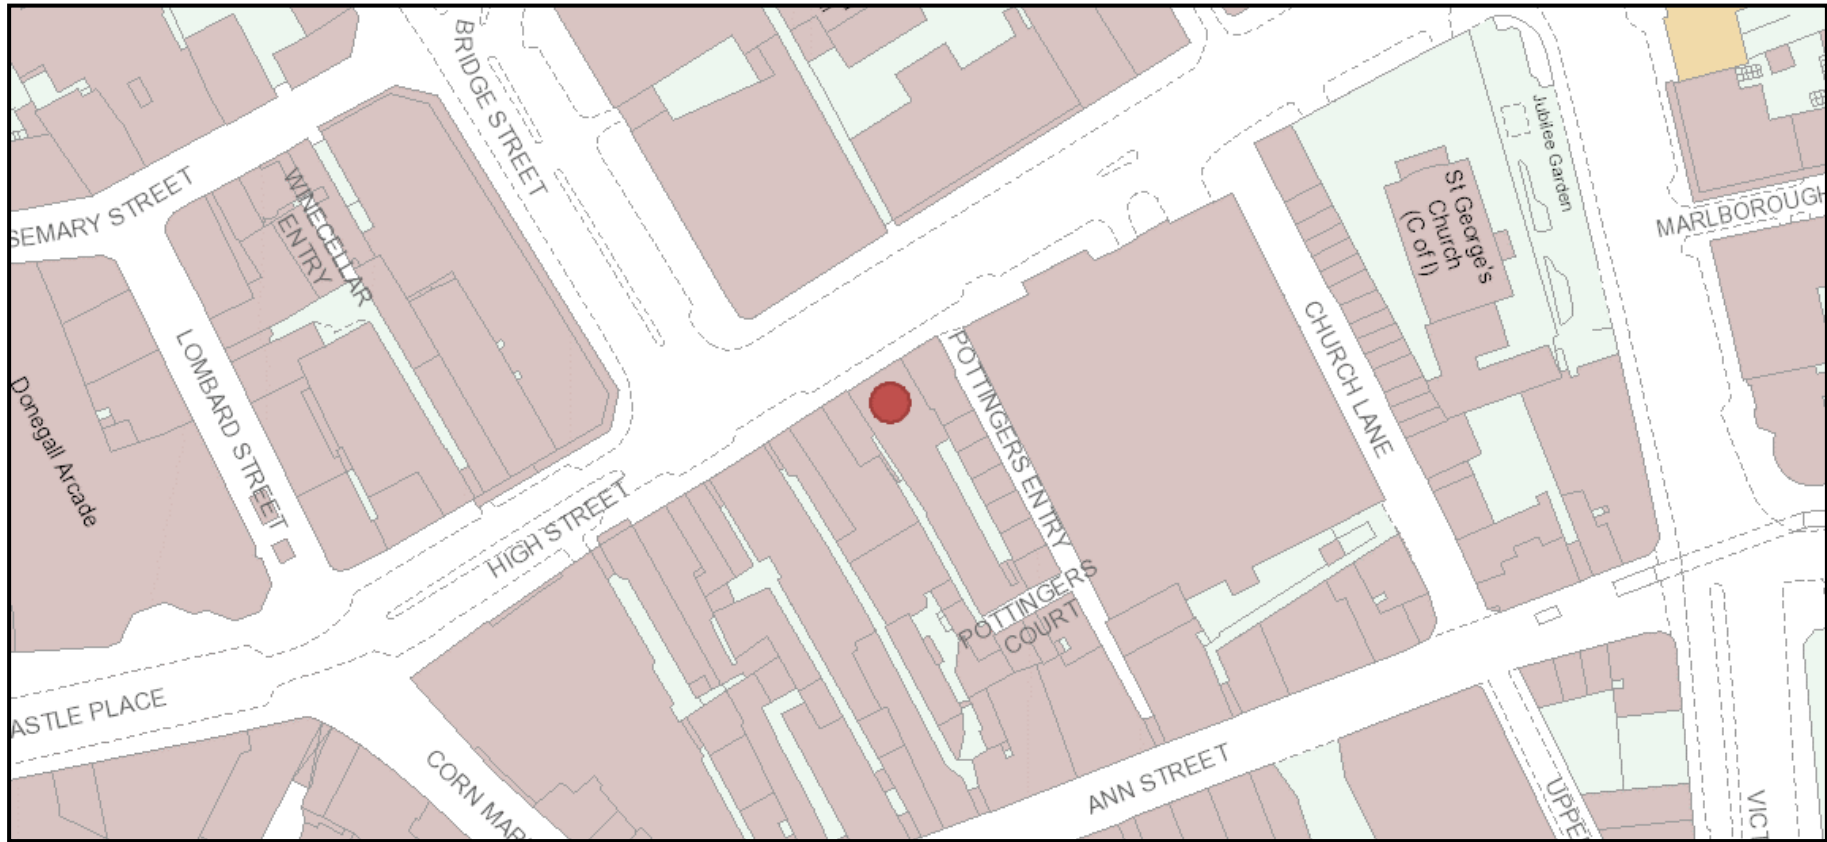 BRIDGE STREET
SEMARY STREET
WINECELLAR
ENTRY
Jubilee Garden
St George's
Church
(C of I)
MARLBOROUGH
LOMBARD STREET
Donegall Arcade
HIGH STREET
POTTINGERS ENTRY
CHURCH LANE
POTTINGERS
COURT
ASTLE PLACE
CORN MAR
ANN STREET
UPPE
VICT